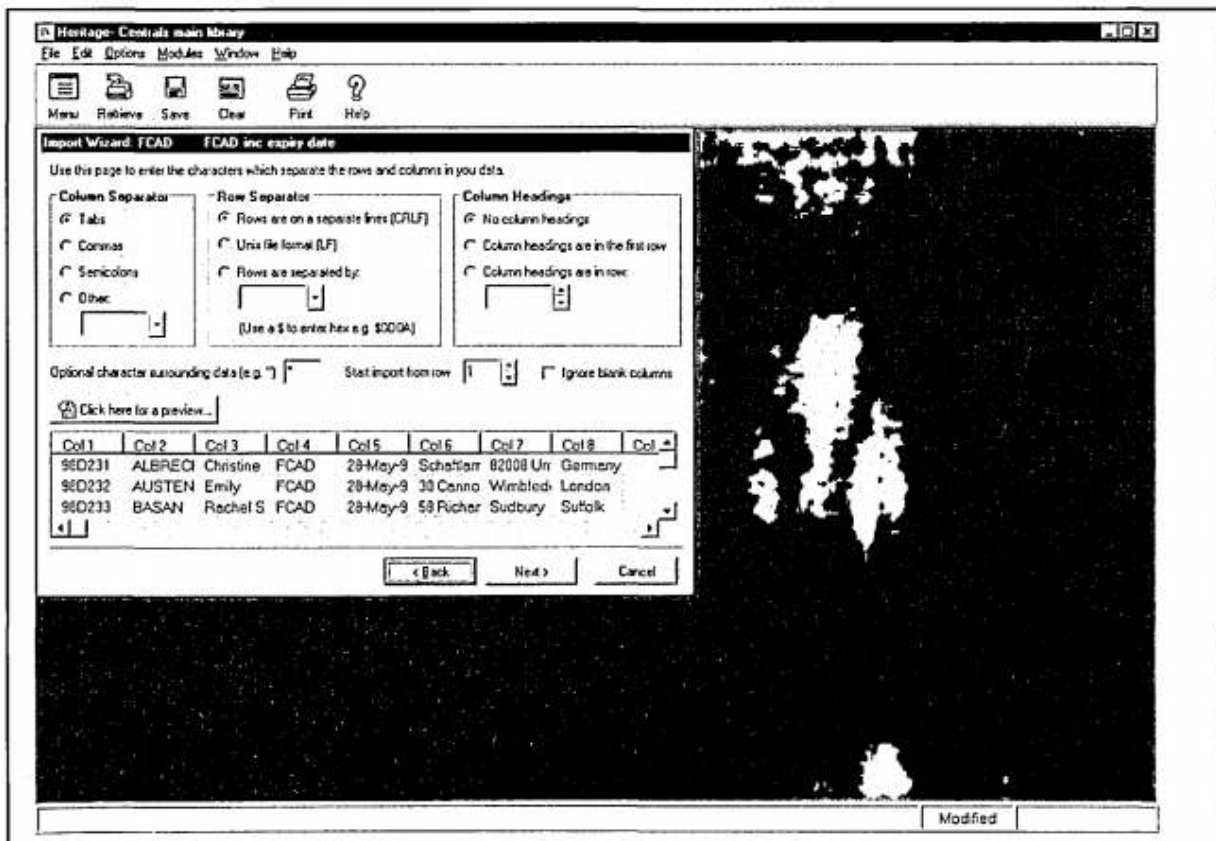 Heritage- Centrals main library
File Edit Options Modules Window Help
Menu Retrieve Save Clear Print Help
Import Wizard: FCAD FCAD inc expiry date
Use this page to enter the characters which separate the rows and columns in you data.
Column Separator Row Separator Column Headings
Tabs Rows are on a separate lines (CRLF) No column headings
Commas Unix file format (LF) Column headings are in the first row
Semicolons Rows are separated by: Column headings are in row:
Other:
(Use a $ to enter hex e.g. $0D0A)
Optional character surrounding data (e.g. ") " Start import from row 1 Ignore blank columns
Click here for a preview...
Col 1 Col 2 Col 3 Col 4 Col 5 Col 6 Col 7 Col 8 Col
98D231 ALBRECI Christine FCAD 28-May-9 Schaftlarr 82008 Un Germany
98D232 AUSTEN Emily FCAD 28-May-9 30 Canno Wimbled London
98D233 BASAN Rachel S FCAD 28-May-9 58 Richar Sudbury Suffolk
< Back Next > Cancel
Modified